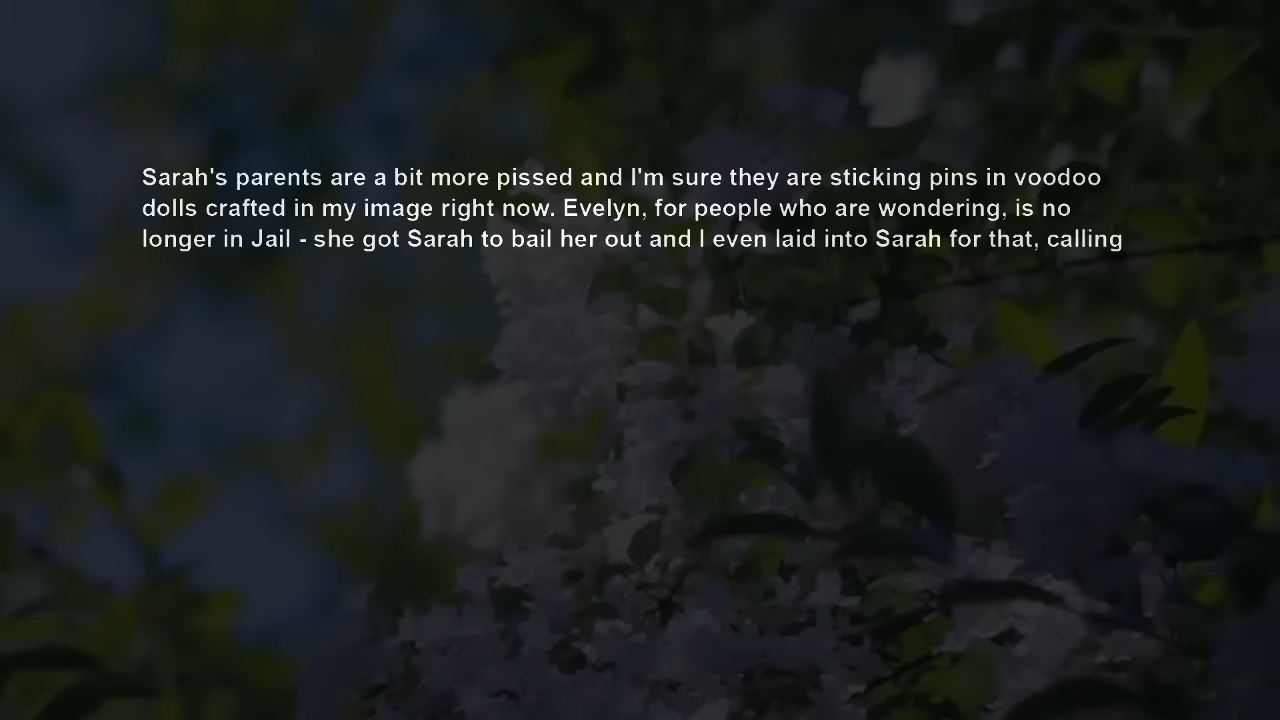 Sarah's parents are a bit more pissed and I'm sure they are sticking pins in voodoo
dolls crafted in my image right now. Evelyn, for people who are wondering, is no
longer in Jail - she got Sarah to bail her out and I even laid into Sarah for that, calling